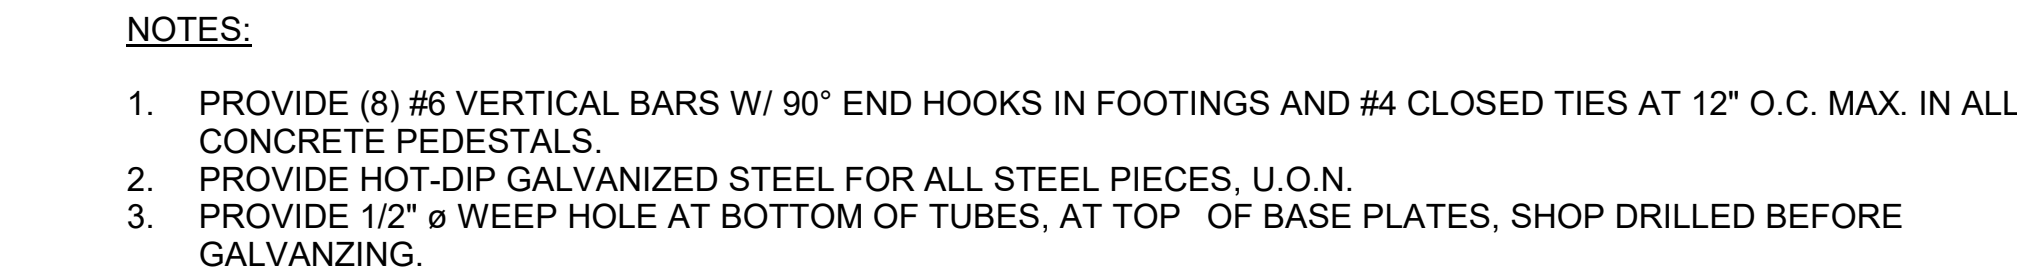 NOTES:
1. PROVIDE (8) #6 VERTICAL BARS W/ 90° END HOOKS IN FOOTINGS AND #4 CLOSED TIES AT 12" O.C. MAX. IN ALL
CONCRETE PEDESTALS.
2. PROVIDE HOT-DIP GALVANIZED STEEL FOR ALL STEEL PIECES, U.O.N.
3. PROVIDE 1/2" ø WEEP HOLE AT BOTTOM OF TUBES, AT TOP OF BASE PLATES, SHOP DRILLED BEFORE
GALVANZING.